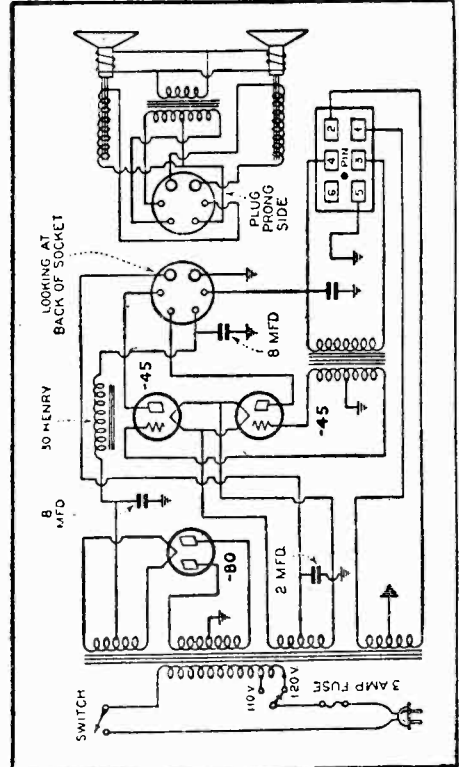 PLUG
PRONG
SIDE
2
1
4
PIN
3
6
5
LOOKING AT
BACK OF SOCKET
8 MFD
30 HENRY
-45
-45
8
MFD
-80
2 MFD.
SWITCH
110V
120V
3 AMP FUSE